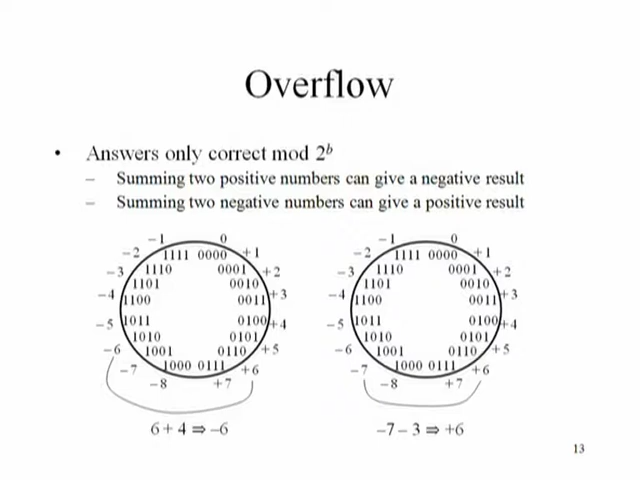 Overflow
• Answers only correct mod 2ᵇ
– Summing two positive numbers can give a negative result
– Summing two negative numbers can give a positive result
–1 0
–2 1111 0000 +1
–3 1110 0001 +2
1101 0010
–4 1100 0011 +3
–5 1011 0100 +4
1010 0101
–6 1001 0110 +5
–7 1000 0111 +6
–8 +7
6 + 4 ⇒ –6
–1 0
–2 1111 0000 +1
–3 1110 0001 +2
1101 0010
–4 1100 0011 +3
–5 1011 0100 +4
1010 0101
–6 1001 0110 +5
–7 1000 0111 +6
–8 +7
–7 – 3 ⇒ +6
13